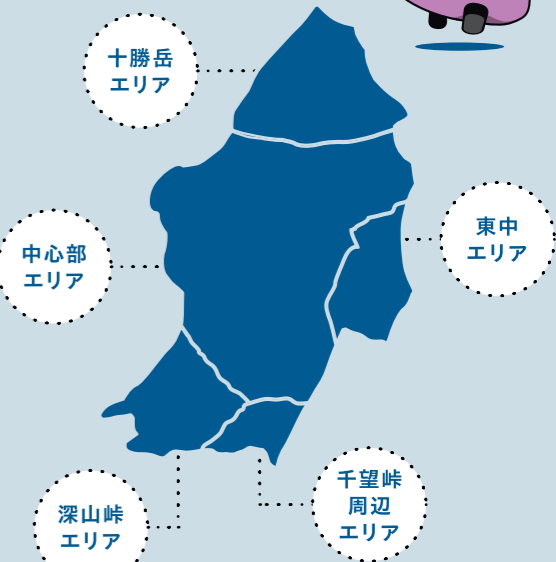 十勝岳
エリア
東中
エリア
中心部
エリア
千望峠
周辺
エリア
深山峠
エリア